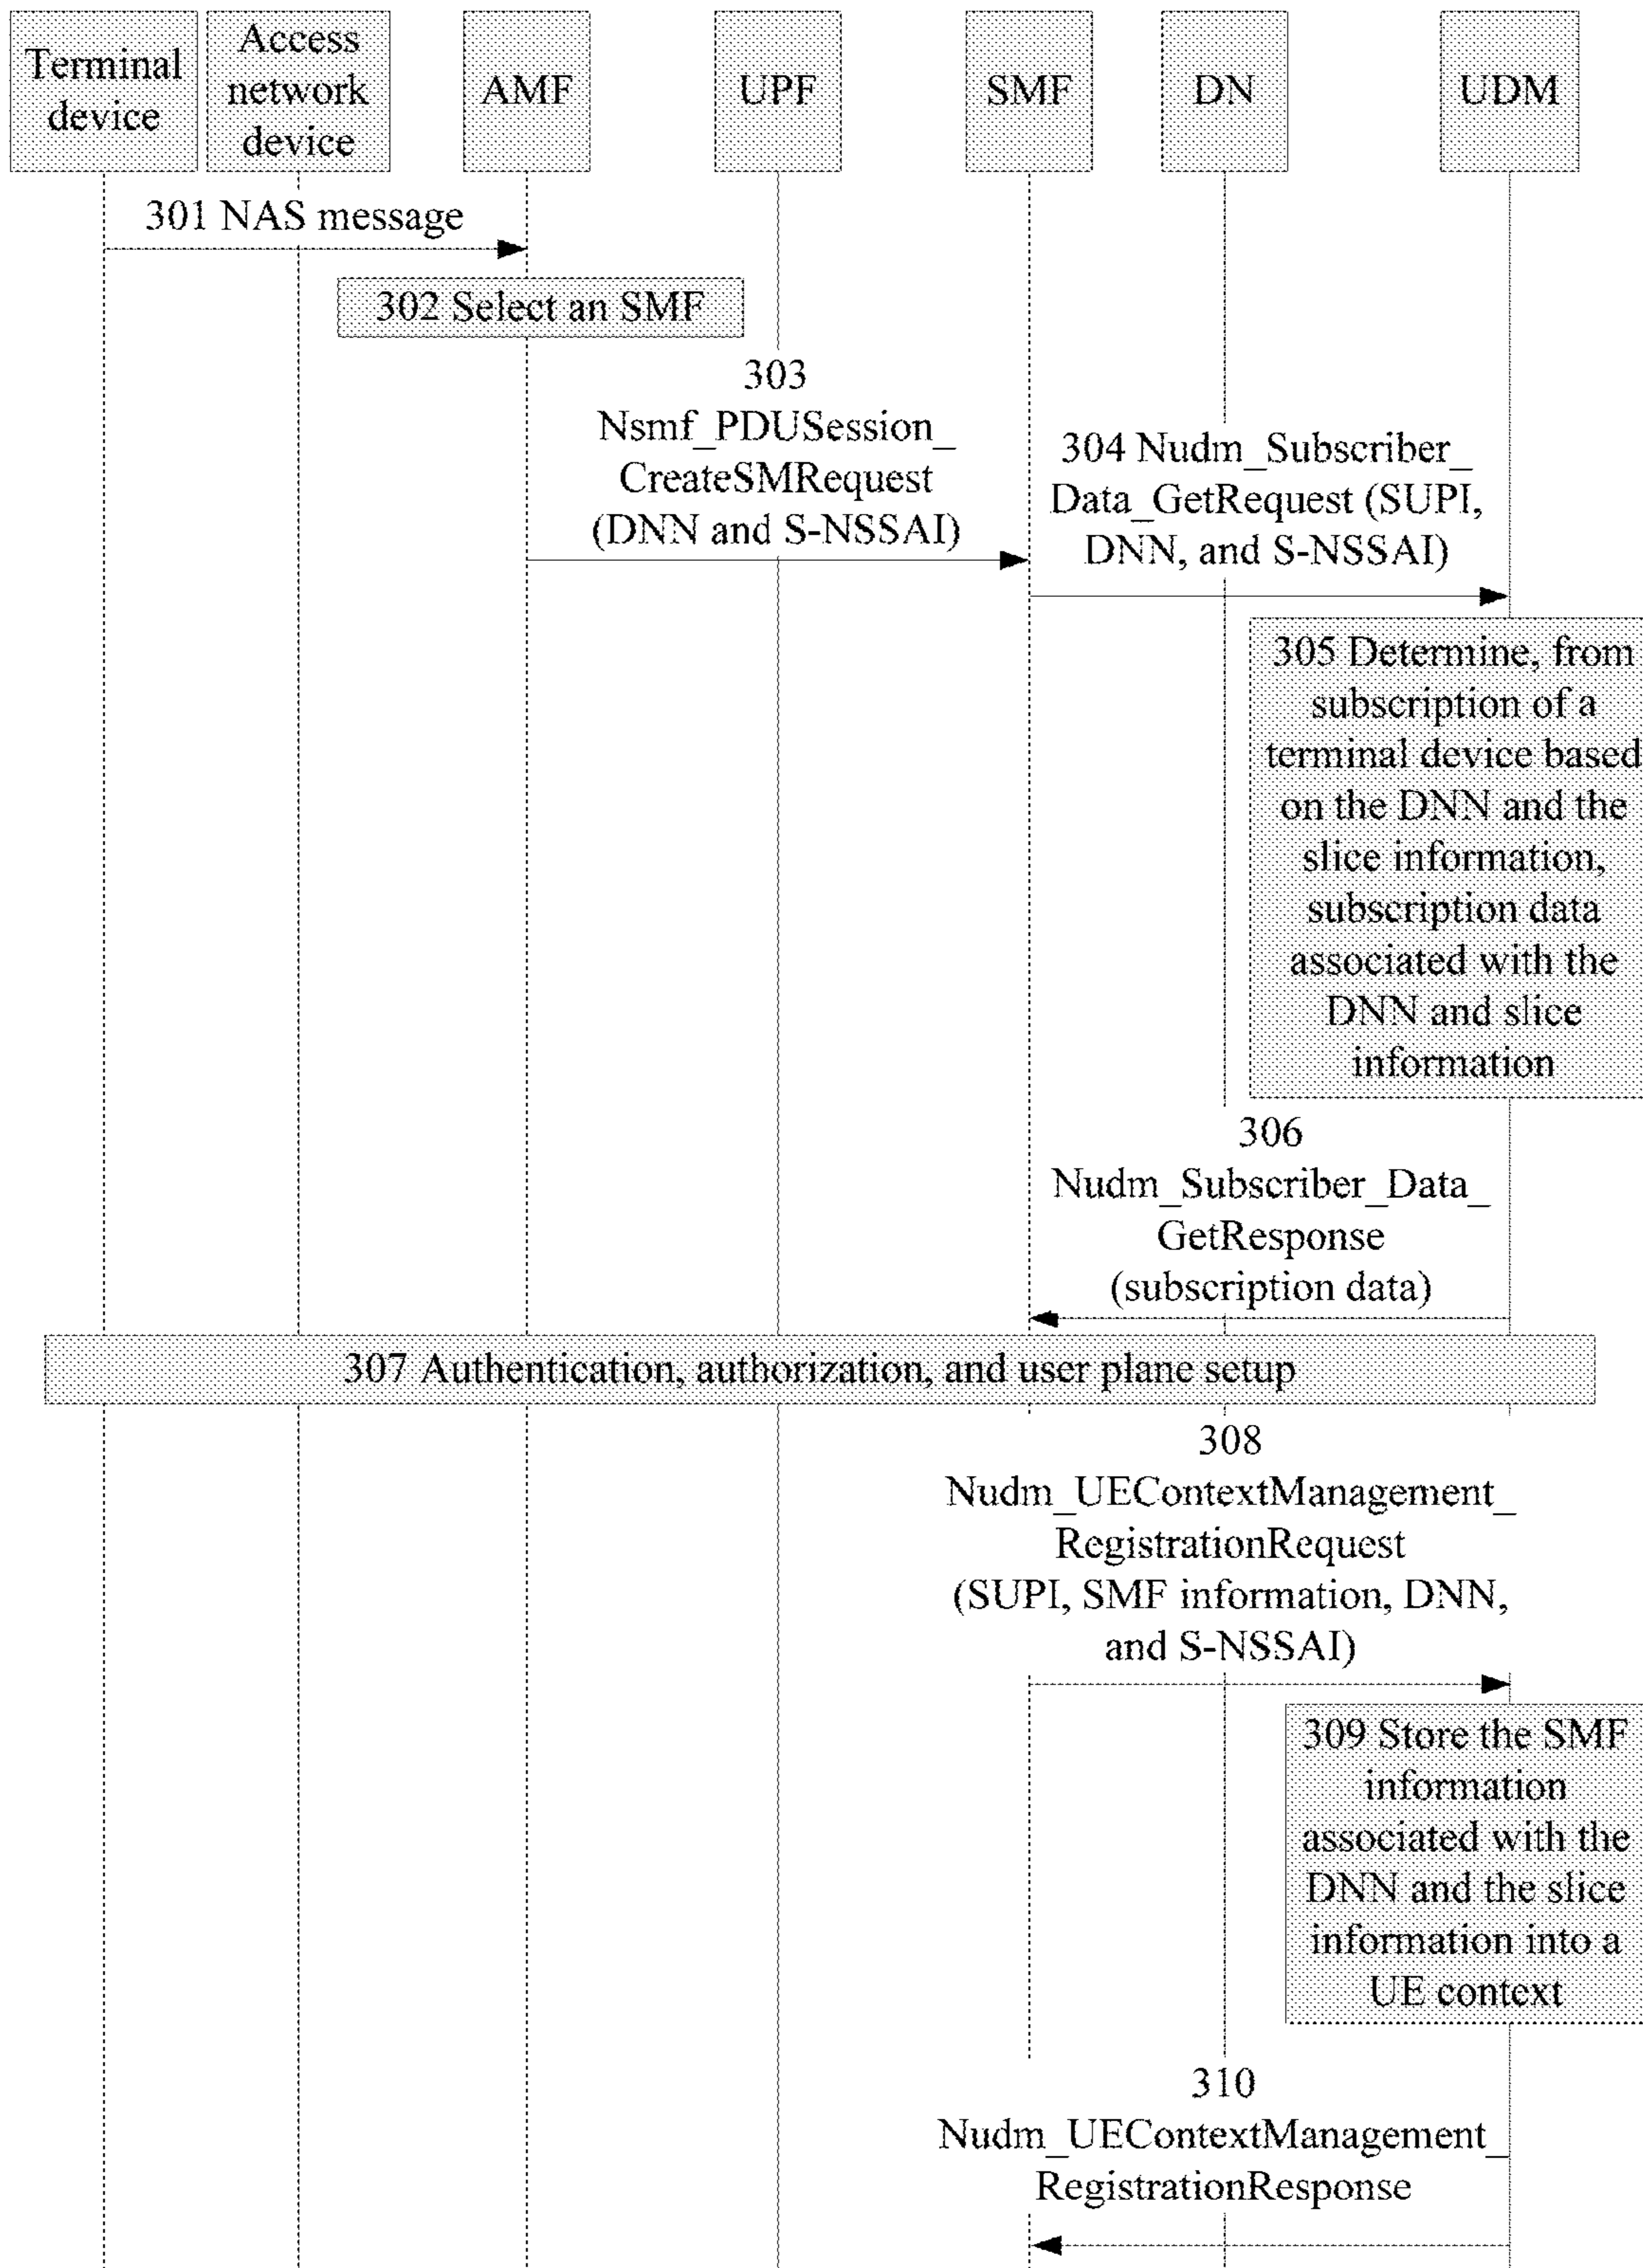 Terminal
device
Access
network
device
AMF
UPF
SMF
DN
UDM
301 NAS message
302 Select an SMF
303
Nsmf_PDUSession_
CreateSMRequest
(DNN and S-NSSAI)
304 Nudm_Subscriber_
Data_GetRequest (SUPI,
DNN, and S-NSSAI)
305 Determine, from
subscription of a
terminal device based
on the DNN and the
slice information,
subscription data
associated with the
DNN and slice
information
306
Nudm_Subscriber_Data_
GetResponse
(subscription data)
307 Authentication, authorization, and user plane setup
308
Nudm_UEContextManagement_
RegistrationRequest
(SUPI, SMF information, DNN,
and S-NSSAI)
309 Store the SMF
information
associated with the
DNN and the slice
information into a
UE context
310
Nudm_UEContextManagement_
RegistrationResponse